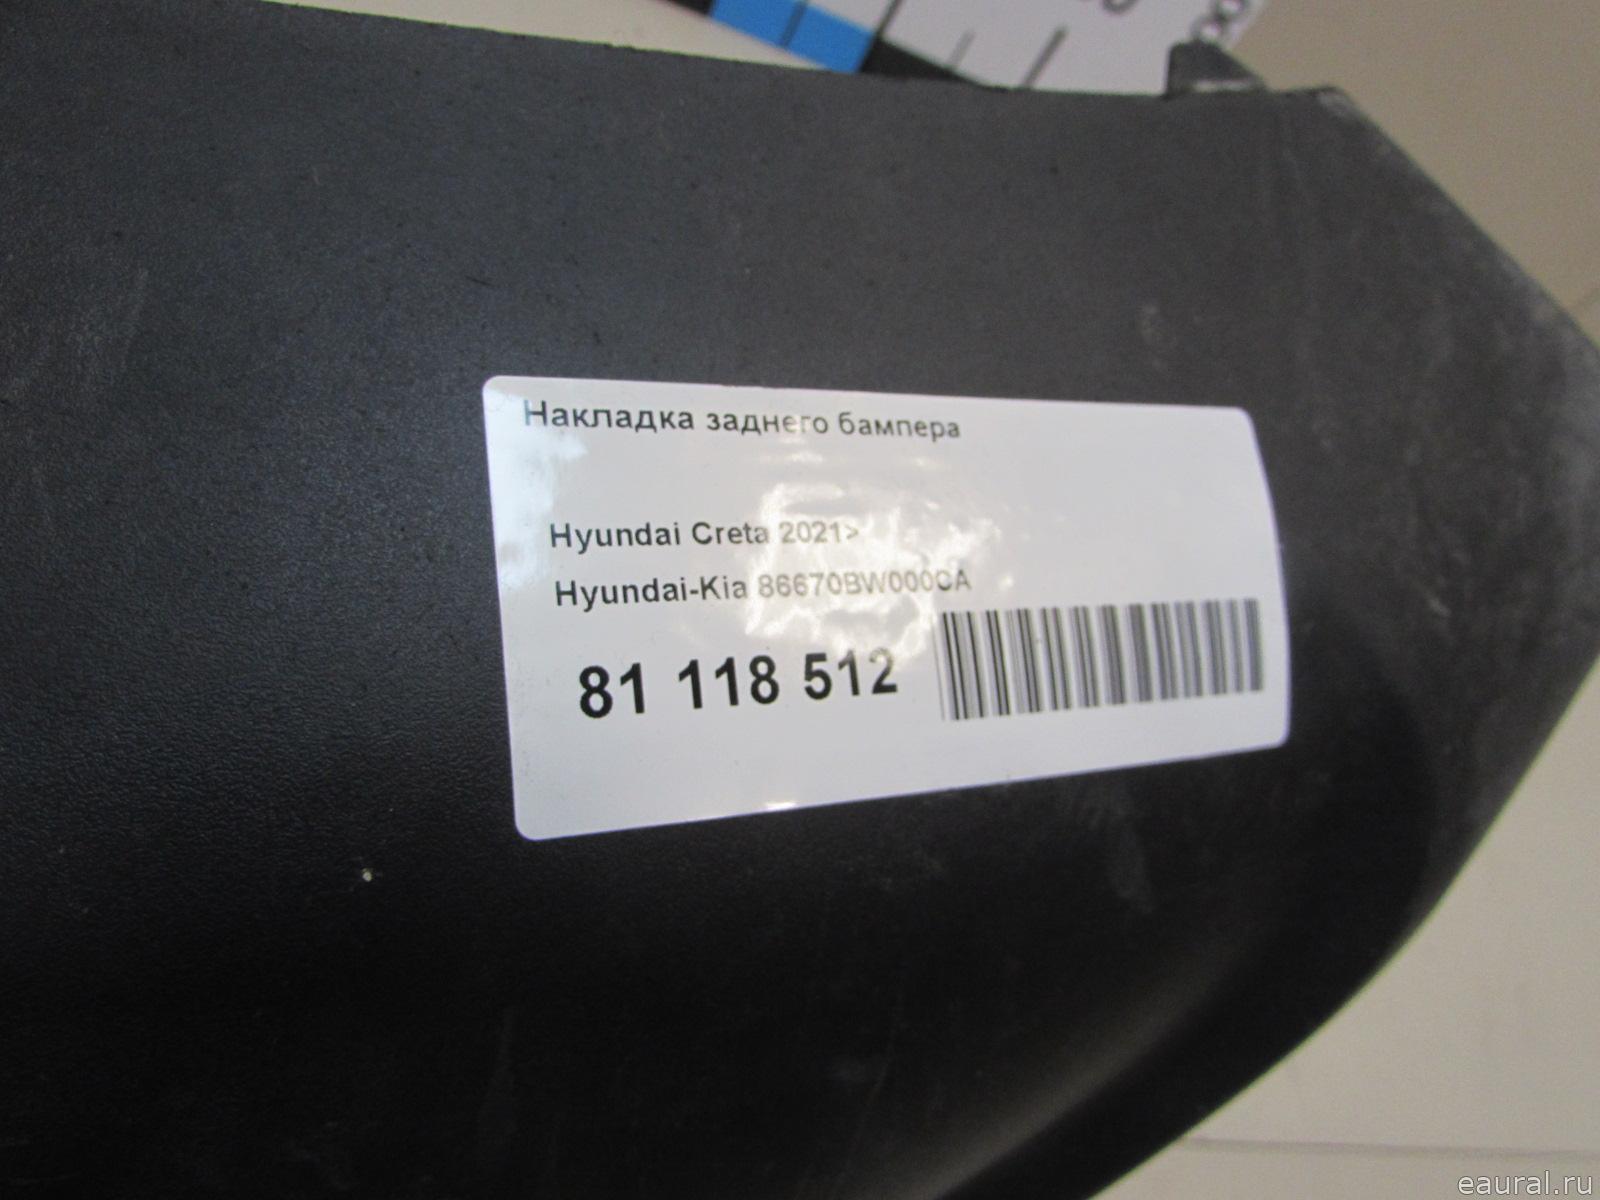 Накладка заднего бампера
Hyundai Creta 2021>
Hyundai-Kia 86670BW000CA
81 118 512
eaural.ru